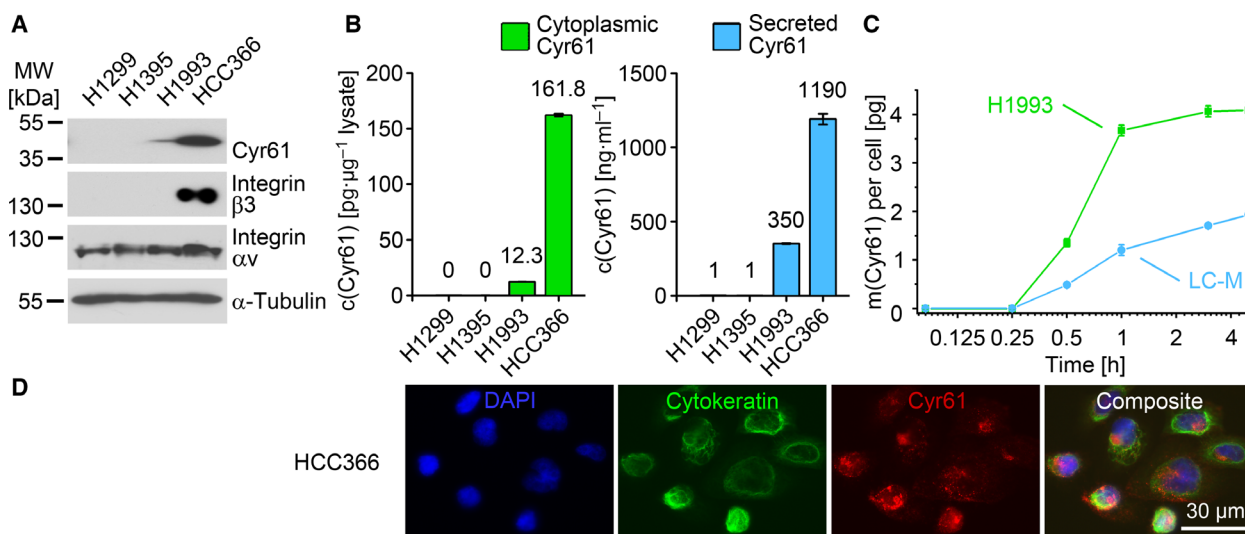 A
MW
[kDa]
H1299
H1395
H1993
HCC366
55
35
Cyr61
130
Integrin
β3
130
Integrin
αv
55
α-Tubulin
B
Cytoplasmic
Cyr61
Secreted
Cyr61
c(Cyr61) [pg·µg⁻¹ lysate]
200
150
100
50
0
0
0
12.3
161.8
H1299
H1395
H1993
HCC366
c(Cyr61) [ng·ml⁻¹]
1500
1000
500
0
1
1
350
1190
H1299
H1395
H1993
HCC366
C
m(Cyr61) per cell [pg]
4
3
2
1
0
H1993
LC-M
0.125
0.25
0.5
1
2
4
Time [h]
D
HCC366
DAPI
Cytokeratin
Cyr61
Composite
30 µm